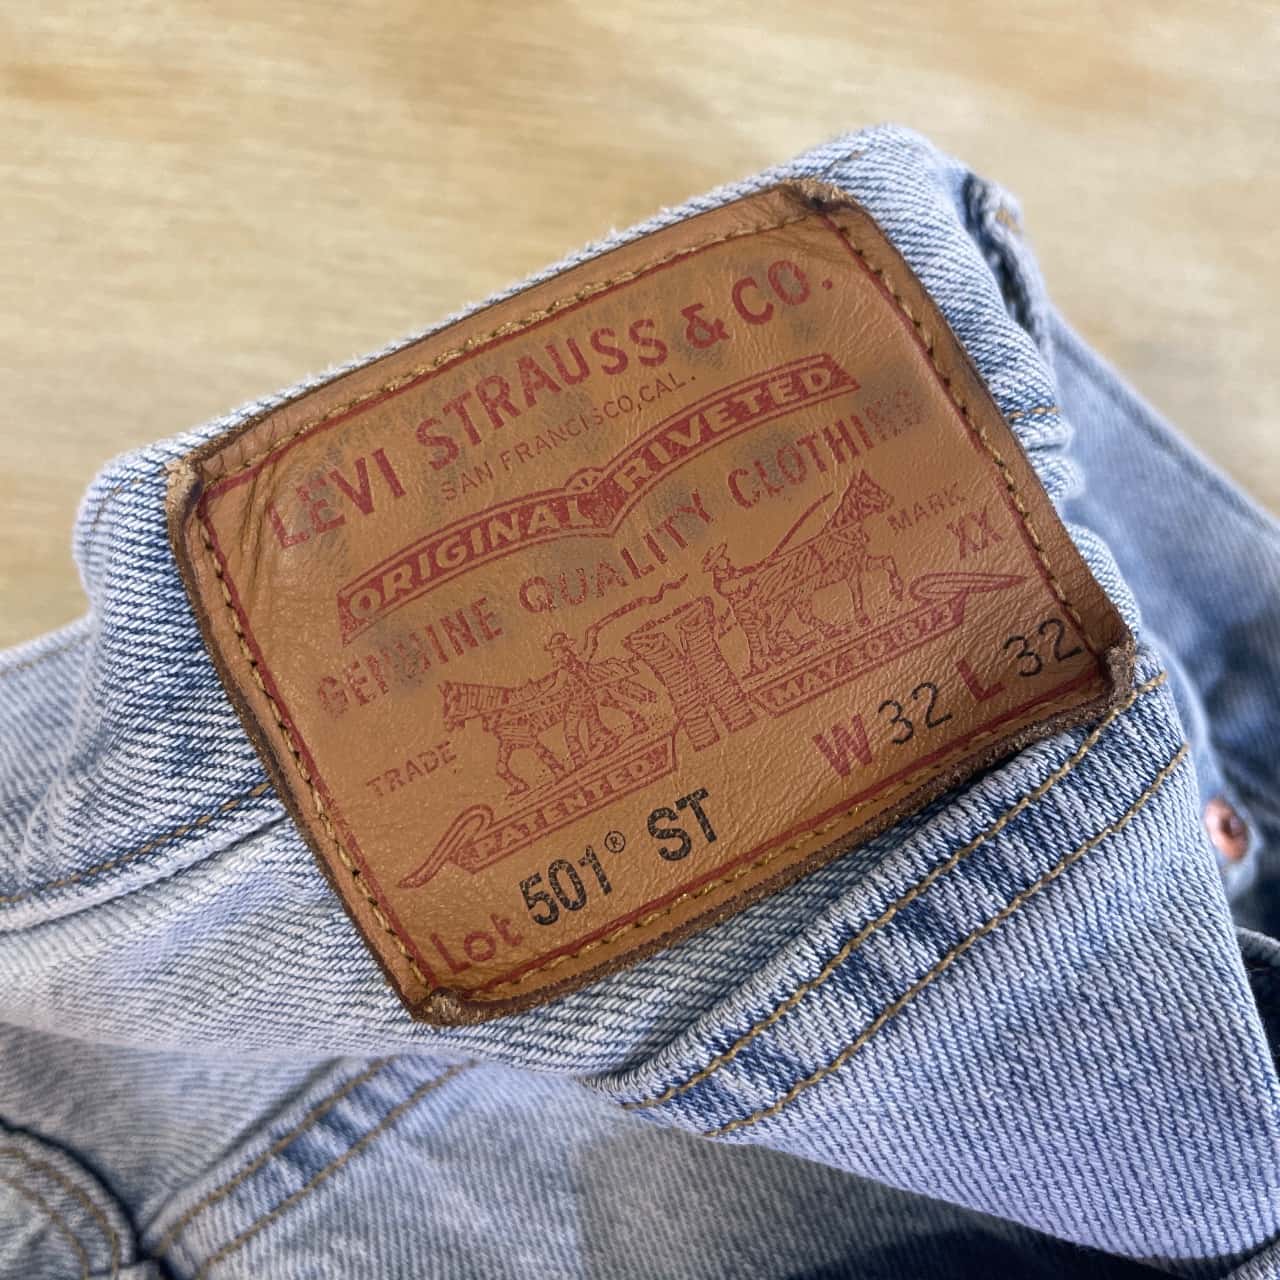 LEVI STRAUSS & CO.
SAN FRANCISCO, CAL.
ORIGINAL RIVETED
GENUINE QUALITY CLOTHING
TRADE MARK
XX
PATENTED MAY 20 1873
W 32 L 32
Lot 501® ST